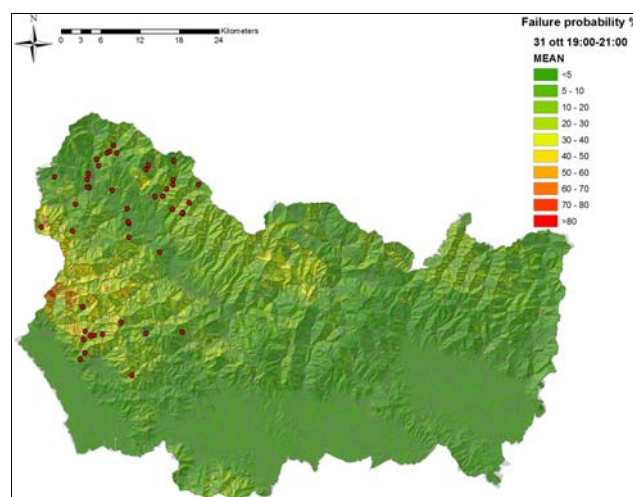 N
Kilometers
0 3 6 12 18 24
Failure probability %
31 ott 19:00-21:00
MEAN
<5
5 - 10
10 - 20
20 - 30
30 - 40
40 - 50
50 - 60
60 - 70
70 - 80
>80